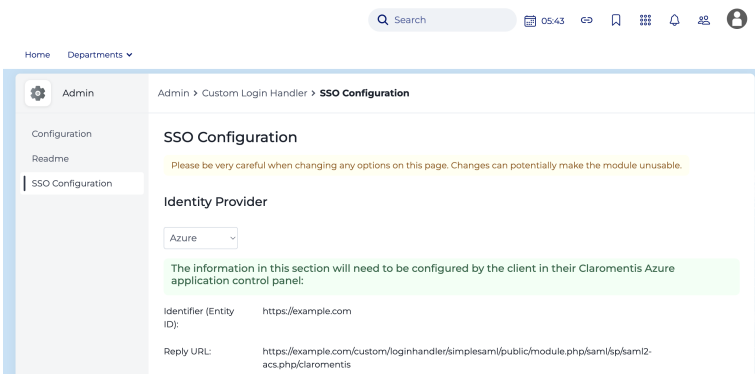 Search
05:43
Home Departments
Admin
Admin > Custom Login Handler > SSO Configuration
Configuration
Readme
SSO Configuration
SSO Configuration
Please be very careful when changing any options on this page. Changes can potentially make the module unusable.
Identity Provider
Azure
The information in this section will need to be configured by the client in their Claromentis Azure
application control panel:
Identifier (Entity
ID):
https://example.com
Reply URL:
https://example.com/custom/loginhandler/simplesaml/public/module.php/saml/sp/saml2-
acs.php/claromentis